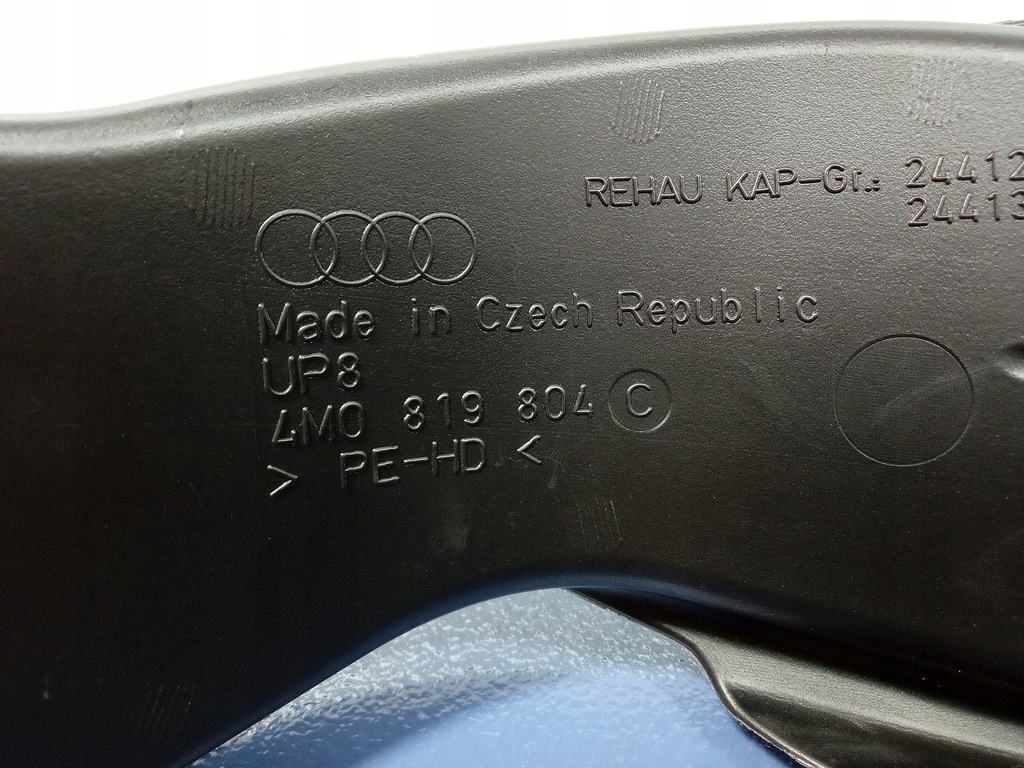 REHAU KAP-Gr.: 24412
24413
Made in Czech Republic
UP8
4M0 819 804 C
> PE-HD <